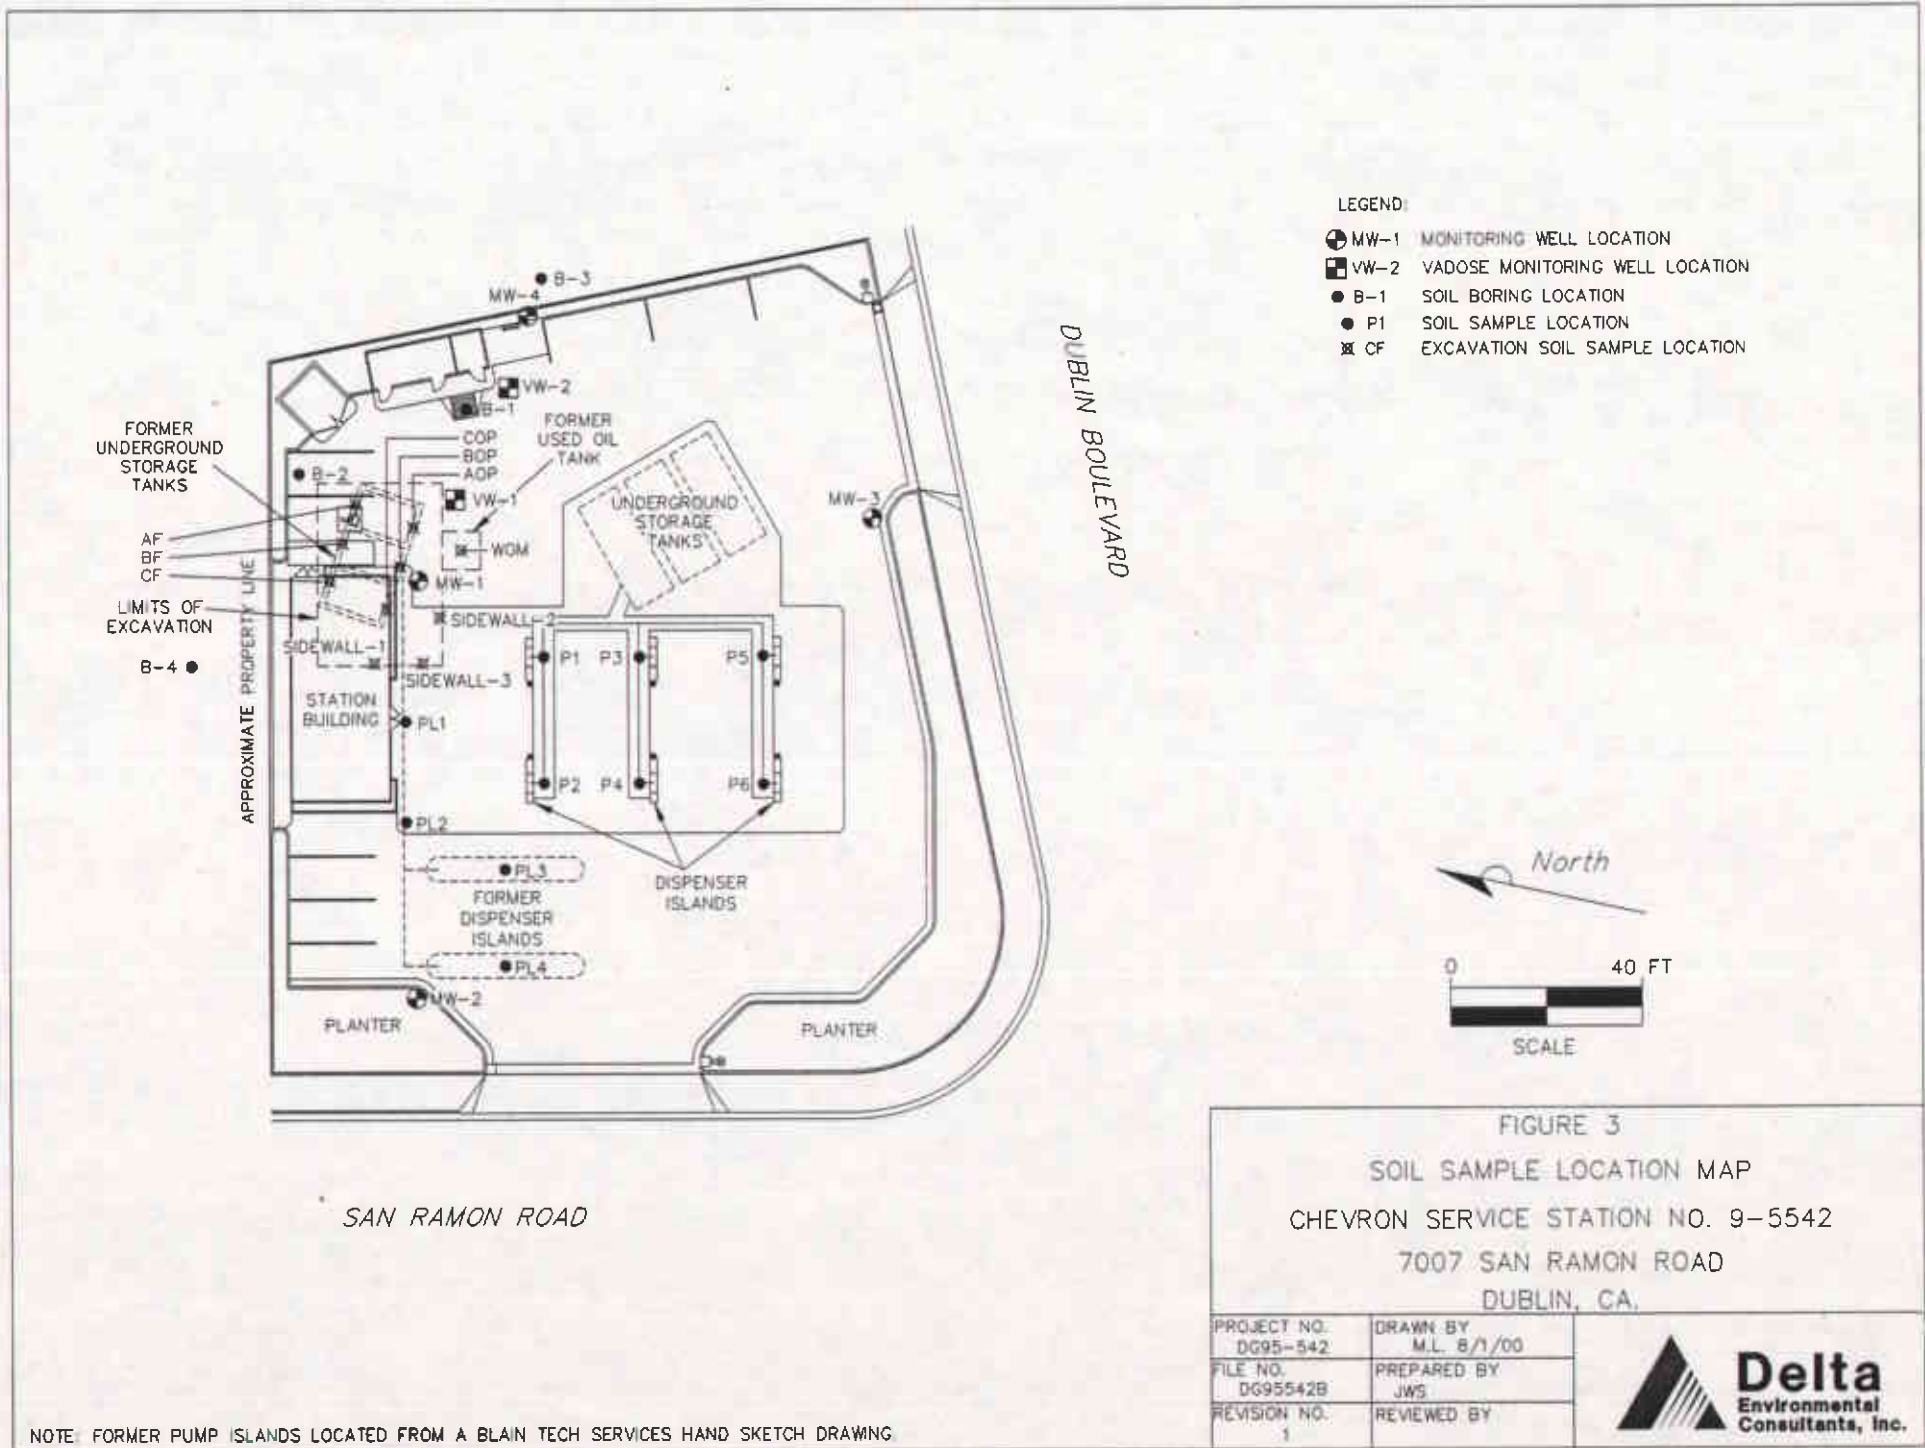 LEGEND:
MW-1 MONITORING WELL LOCATION
VW-2 VADOSE MONITORING WELL LOCATION
B-1 SOIL BORING LOCATION
P1 SOIL SAMPLE LOCATION
CF EXCAVATION SOIL SAMPLE LOCATION
B-3
MW-4
VW-2
B-1
FORMER
USED OIL
TANK
FORMER
UNDERGROUND
STORAGE
TANKS
COP
BOP
AOP
B-2
VW-1
UNDERGROUND
STORAGE
TANKS
MW-3
DUBLIN BOULEVARD
AF
BF
CF
WOM
MW-1
LIMITS OF
EXCAVATION
SIDEWALL-2
SIDEWALL-1
B-4
SIDEWALL-3
P1
P3
P5
APPROXIMATE PROPERTY LINE
STATION
BUILDING
PL1
P2
P4
P6
PL2
PL3
FORMER
DISPENSER
ISLANDS
DISPENSER
ISLANDS
PL4
MW-2
PLANTER
PLANTER
North
0 40 FT
SCALE
SAN RAMON ROAD
FIGURE 3
SOIL SAMPLE LOCATION MAP
CHEVRON SERVICE STATION NO. 9-5542
7007 SAN RAMON ROAD
DUBLIN, CA.
PROJECT NO.
DG95-542
DRAWN BY
M.L. 8/1/00
FILE NO.
DG95542B
PREPARED BY
JWS
REVISION NO.
1
REVIEWED BY
Delta
Environmental
Consultants, Inc.
NOTE: FORMER PUMP ISLANDS LOCATED FROM A BLAIN TECH SERVICES HAND SKETCH DRAWING.